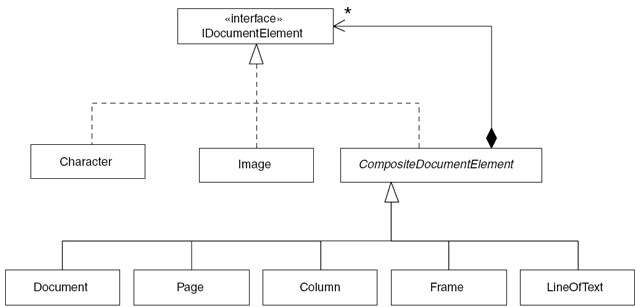 «interface»
IDocumentElement
*
Character
Image
CompositeDocumentElement
Document
Page
Column
Frame
LineOfText